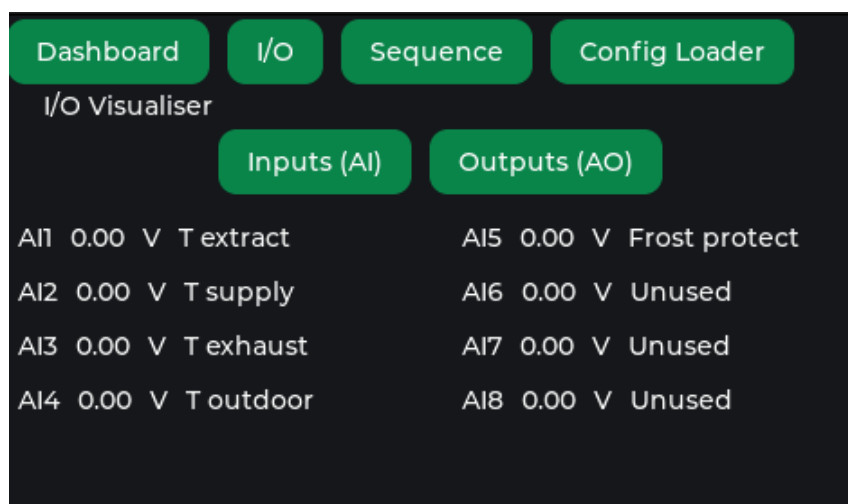 Dashboard I/O Sequence Config Loader
I/O Visualiser
Inputs (AI) Outputs (AO)
AI1 0.00 V T extract AI5 0.00 V Frost protect
AI2 0.00 V T supply AI6 0.00 V Unused
AI3 0.00 V T exhaust AI7 0.00 V Unused
AI4 0.00 V T outdoor AI8 0.00 V Unused